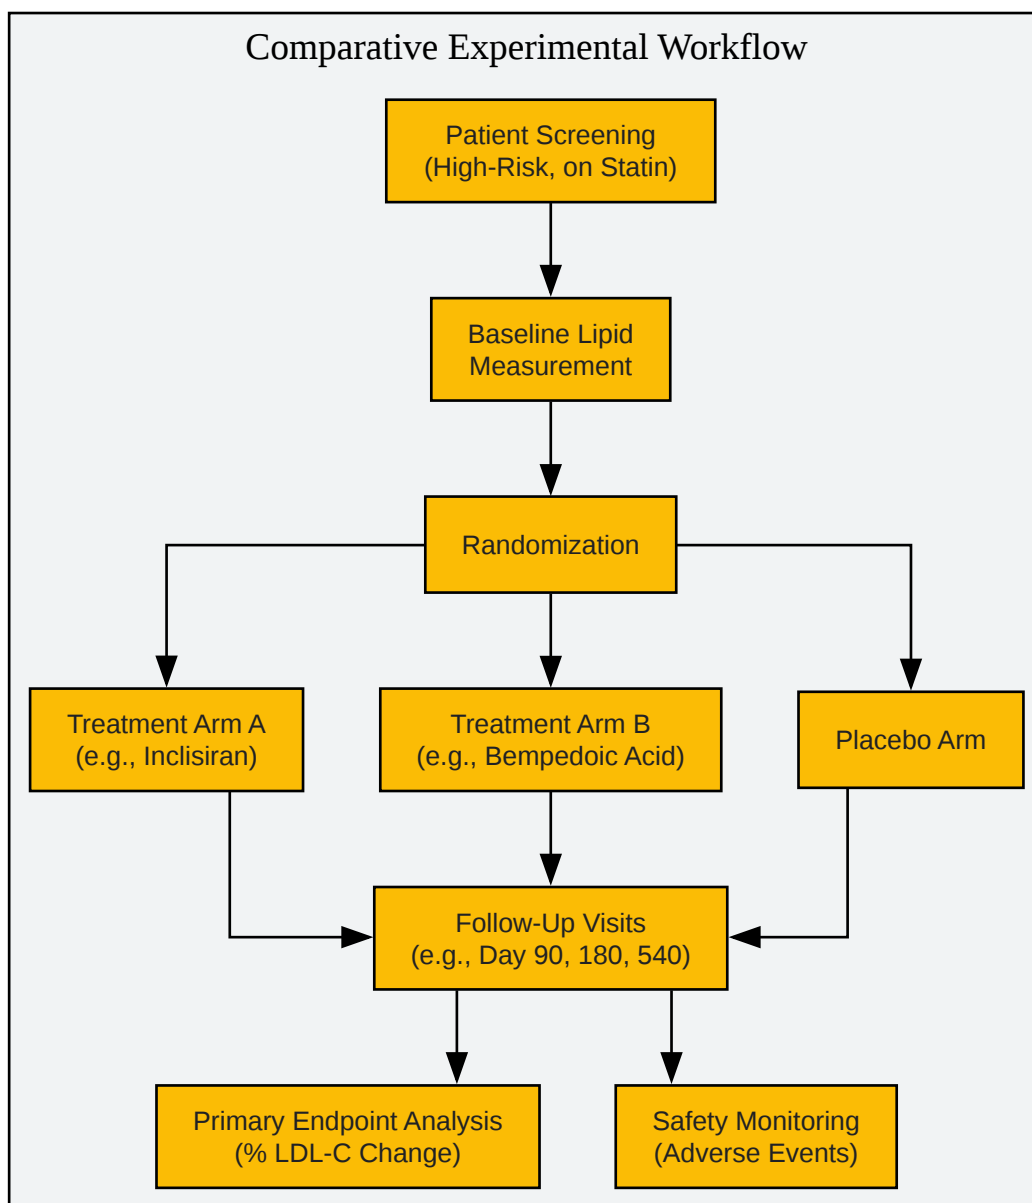 Comparative Experimental Workflow
Patient Screening
(High-Risk, on Statin)
Baseline Lipid
Measurement
Randomization
Treatment Arm A
(e.g., Inclisiran)
Treatment Arm B
(e.g., Bempedoic Acid)
Placebo Arm
Follow-Up Visits
(e.g., Day 90, 180, 540)
Primary Endpoint Analysis
(% LDL-C Change)
Safety Monitoring
(Adverse Events)